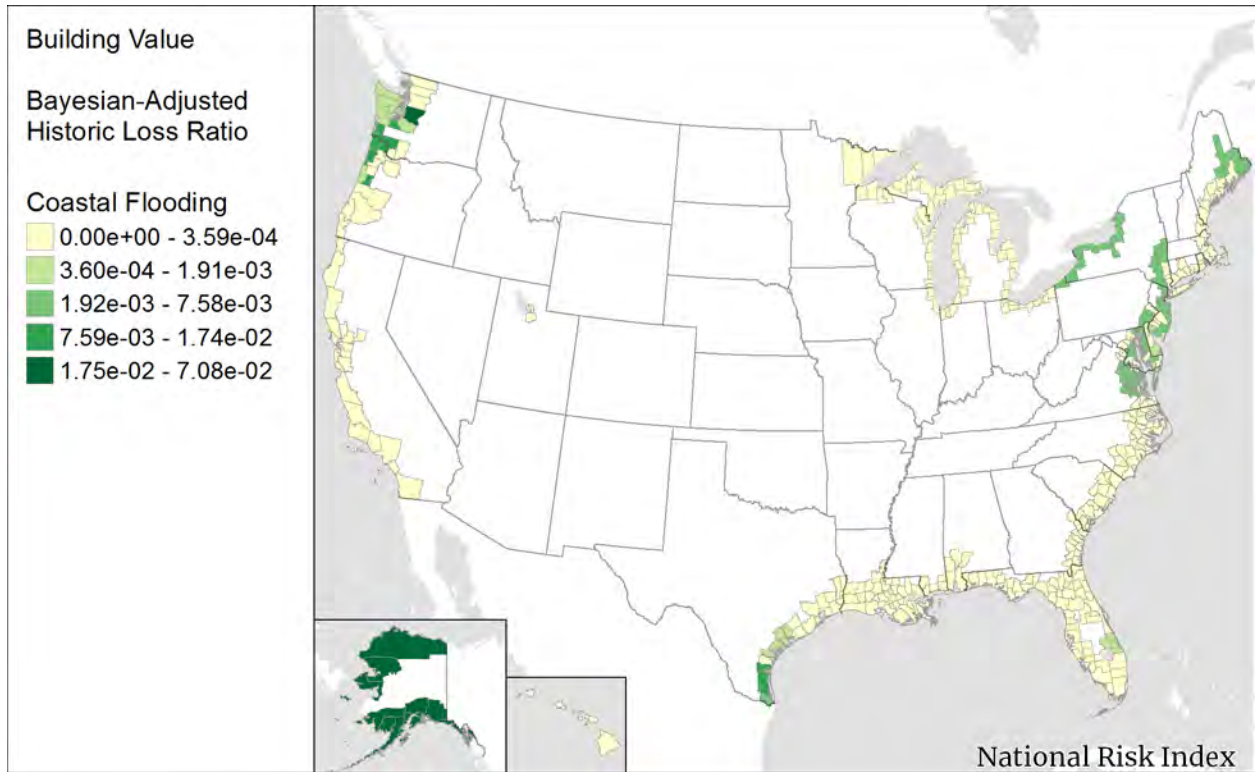 Building Value
Bayesian-Adjusted
Historic Loss Ratio
Coastal Flooding
0.00e+00 - 3.59e-04
3.60e-04 - 1.91e-03
1.92e-03 - 7.58e-03
7.59e-03 - 1.74e-02
1.75e-02 - 7.08e-02
National Risk Index